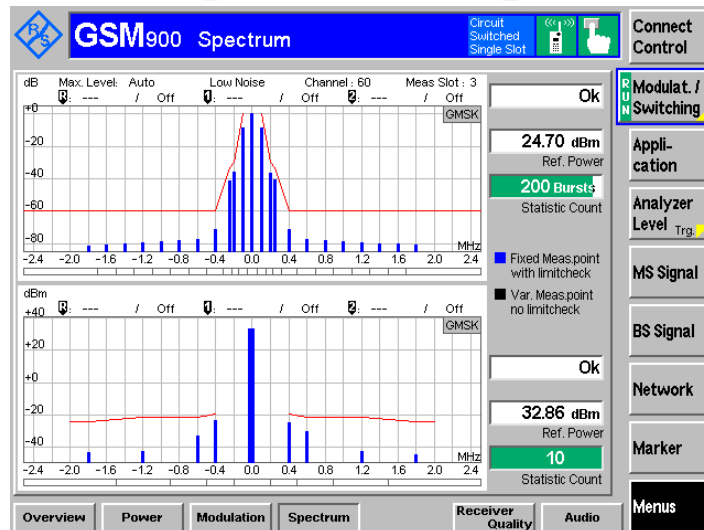 R/S
GSM900 Spectrum
Circuit
Switched
Single Slot
Connect
Control
dB Max. Level: Auto Low Noise Channel : 60 Meas Slot : 3
R: --- / Off 1: --- / Off 2: --- / Off
GMSK
+0
-20
-40
-60
-80
MHz
-2.4 -2.0 -1.6 -1.2 -0.8 -0.4 0.0 0.4 0.8 1.2 1.6 2.0 2.4
Ok
24.70 dBm
Ref. Power
200 Bursts
Statistic Count
Fixed Meas.point
with limitcheck
Var. Meas.point
no limitcheck
dBm
R: --- / Off 1: --- / Off 2: --- / Off
GMSK
+40
+20
+0
-20
-40
MHz
-2.4 -2.0 -1.6 -1.2 -0.8 -0.4 0.0 0.4 0.8 1.2 1.6 2.0 2.4
Ok
32.86 dBm
Ref. Power
10
Statistic Count
RUN
Modulat. /
Switching
Appli-
cation
Analyzer
Level Trg.
MS Signal
BS Signal
Network
Marker
Menus
Overview Power Modulation Spectrum Receiver
Quality Audio